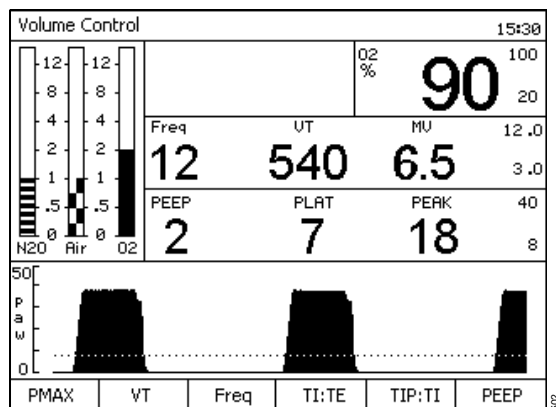 Volume Control 15:30
12 12
8 8
4 4
2 2
1 1
.5 .5
0 0
N2O Air O2
O2 % 90 100 20
Freq VT MV 12.0
12 540 6.5 3.0
PEEP PLAT PEAK 40
2 7 18 8
50
Paw
0
PMAX VT Freq TI:TE TIP:TI PEEP